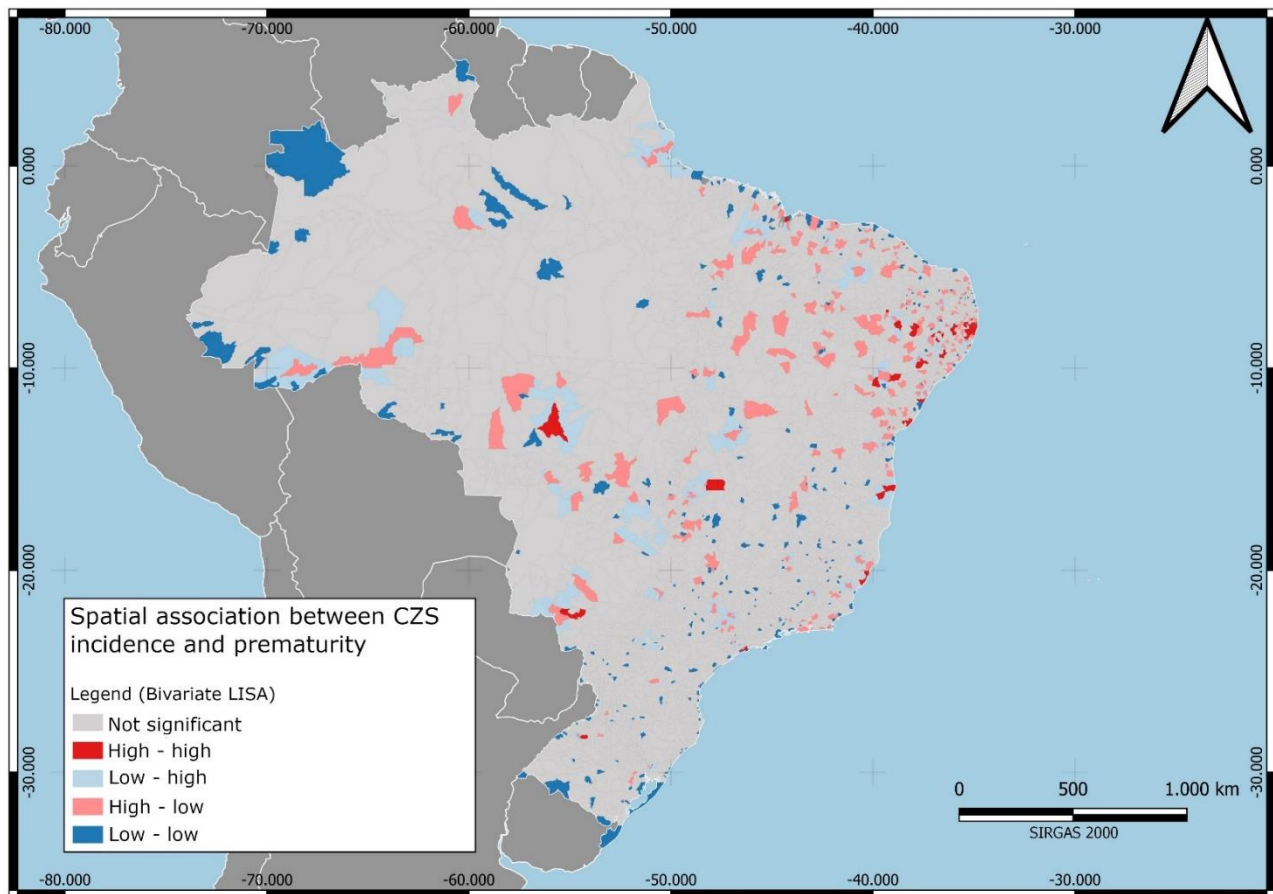 -80.000 -70.000 -60.000 -50.000 -40.000 -30.000
0.000 0.000
-10.000 -10.000
-20.000 -20.000
Spatial association between CZS
incidence and prematurity
Legend (Bivariate LISA)
Not significant
High - high
Low - high
High - low
Low - low
-30.000 -30.000
0 500 1.000 km
SIRGAS 2000
-80.000 -70.000 -60.000 -50.000 -40.000 -30.000